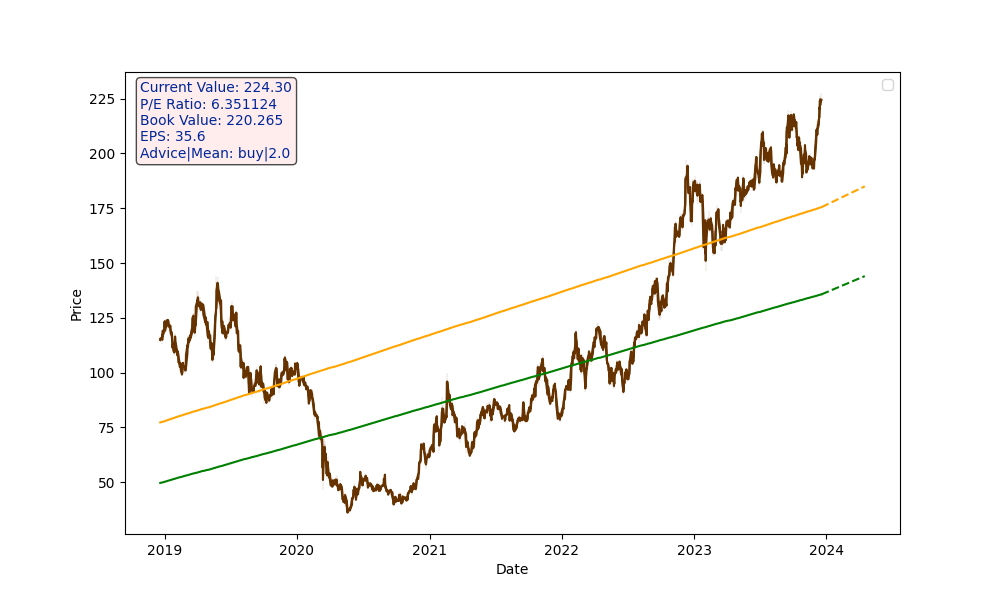 Current Value: 224.30
P/E Ratio: 6.351124
Book Value: 220.265
EPS: 35.6
Advice|Mean: buy|2.0
225
200
175
150
125
100
75
50
Price
2019 2020 2021 2022 2023 2024
Date